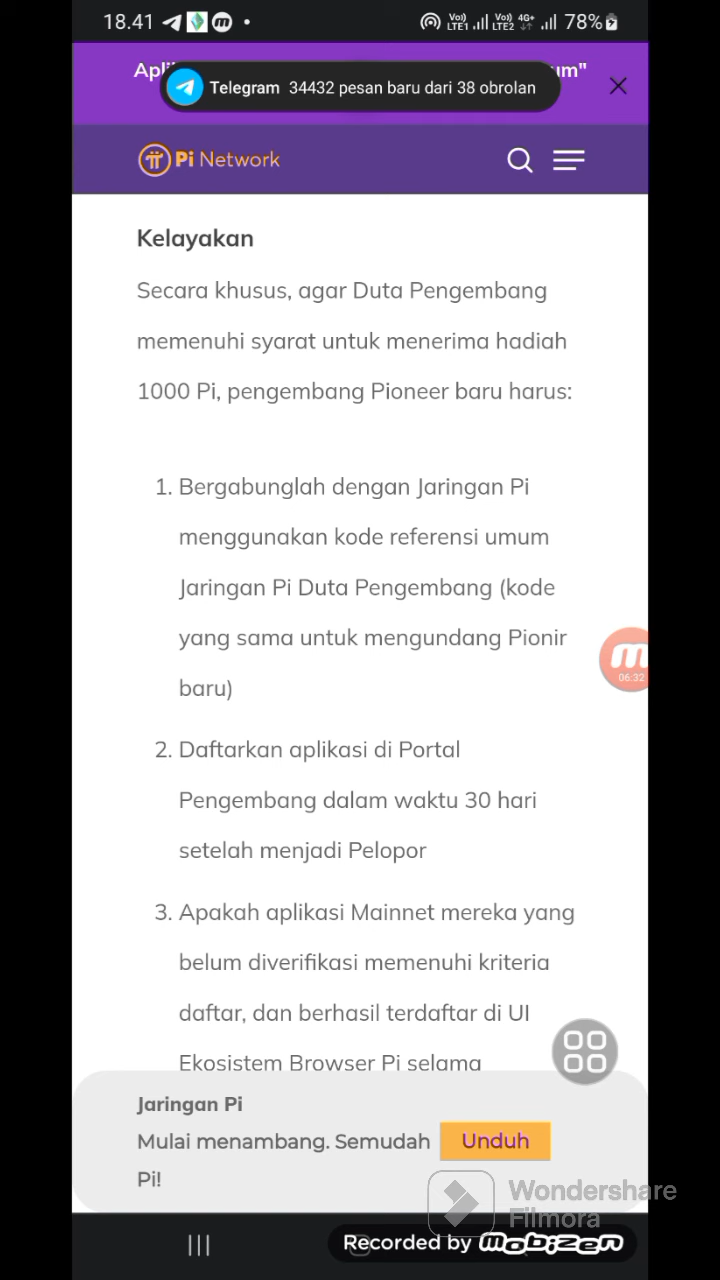 18.41
Vo)) LTE1 Vo)) LTE2 4G+ 78%
Apli
um"
Telegram 34432 pesan baru dari 38 obrolan
Pi Network
Kelayakan
Secara khusus, agar Duta Pengembang
memenuhi syarat untuk menerima hadiah
1000 Pi, pengembang Pioneer baru harus:
1. Bergabunglah dengan Jaringan Pi
menggunakan kode referensi umum
Jaringan Pi Duta Pengembang (kode
yang sama untuk mengundang Pionir
baru)
06:32
2. Daftarkan aplikasi di Portal
Pengembang dalam waktu 30 hari
setelah menjadi Pelopor
3. Apakah aplikasi Mainnet mereka yang
belum diverifikasi memenuhi kriteria
daftar, dan berhasil terdaftar di UI
Ekosistem Browser Pi selama
Jaringan Pi
Mulai menambang. Semudah
Pi!
Unduh
Wondershare
Filmora
Recorded by mobizen